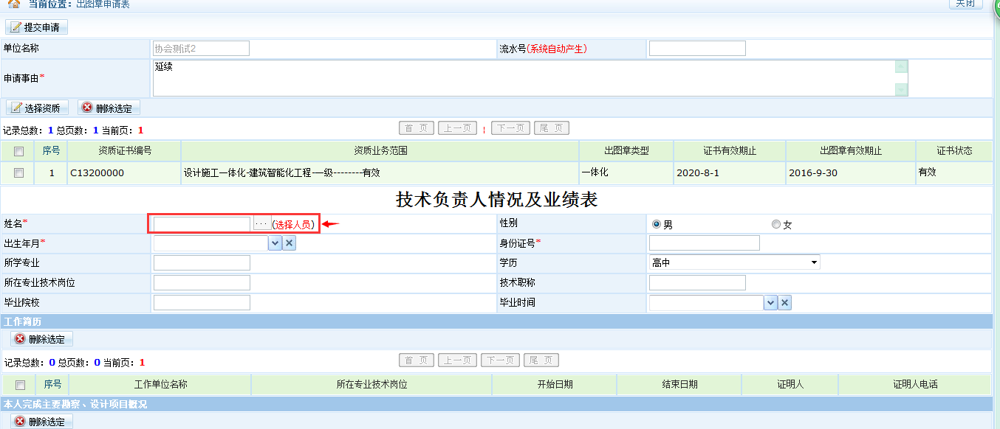 当前位置：出图章申请表
关闭
提交申请
单位名称 协会测试2 流水号(系统自动产生)
申请事由* 延续
选择资质 删除选定
记录总数：1 总页数：1 当前页：1 首 页 上一页 下一页 尾 页
序号 资质证书编号 资质业务范围 出图章类型 证书有效期止 出图章有效期止 证书状态
1 C13200000 设计施工一体化-建筑智能化工程-一级--------有效 一体化 2020-8-1 2016-9-30 有效
技术负责人情况及业绩表
姓名* ... (选择人员) 性别 男 女
出生年月* 身份证号*
所学专业 学历 高中
所在专业技术岗位 技术职称
毕业院校 毕业时间
工作简历
删除选定
记录总数：0 总页数：0 当前页：1 首 页 上一页 下一页 尾 页
序号 工作单位名称 所在专业技术岗位 开始日期 结束日期 证明人 证明人电话
本人完成主要勘察、设计项目概况
删除选定